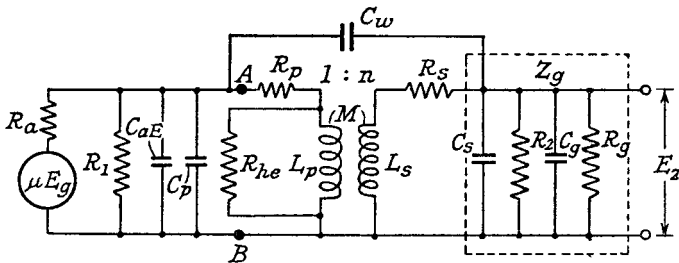 C_w
A
R_p
1 : n
R_s
Z_g
R_a
C_aE
(M)
C_s
R_2
C_g
R_g
R_1
C_p
R_he
L_p
L_s
E_2
μE_g
B